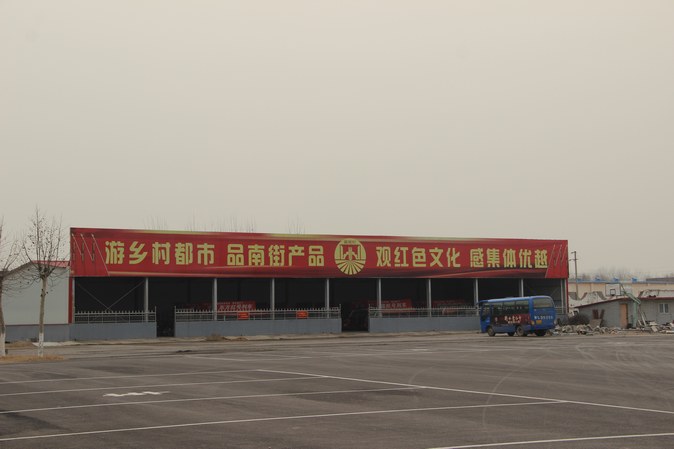 游乡村都市 品南街产品 观红色文化 感集体优越